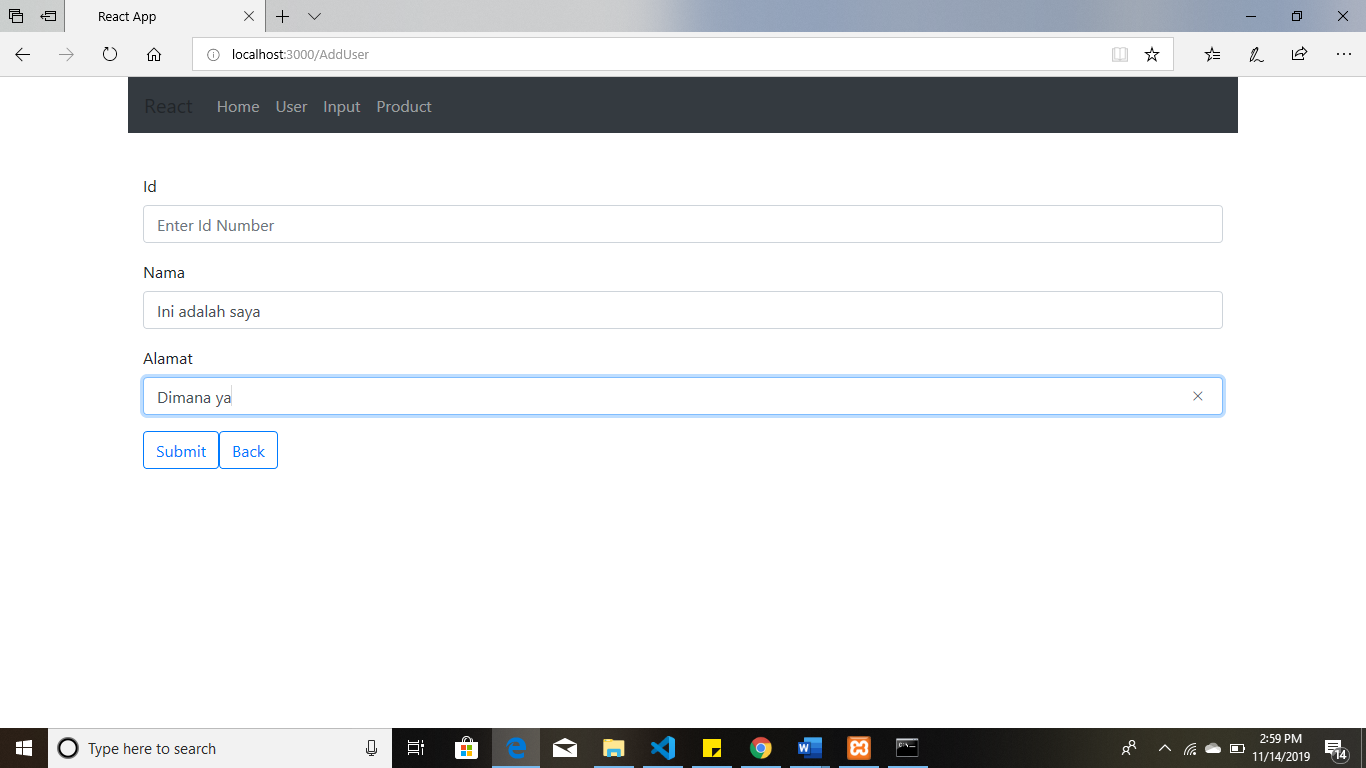 React App
localhost:3000/AddUser
React Home User Input Product
Id
Enter Id Number
Nama
Ini adalah saya
Alamat
Dimana ya
Submit Back
Type here to search
2:59 PM
11/14/2019
14